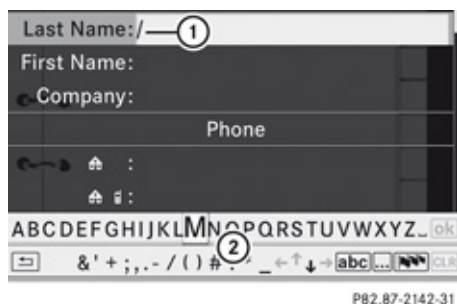 Last Name:/
1
First Name:
Company:
Phone
:
:
ABCDEFGHIJKLMNOPQRSTUVWXYZ_ ok
2
&'+;,.-/()# _←↑↓→ abc ... CLR
P82.87-2142-31